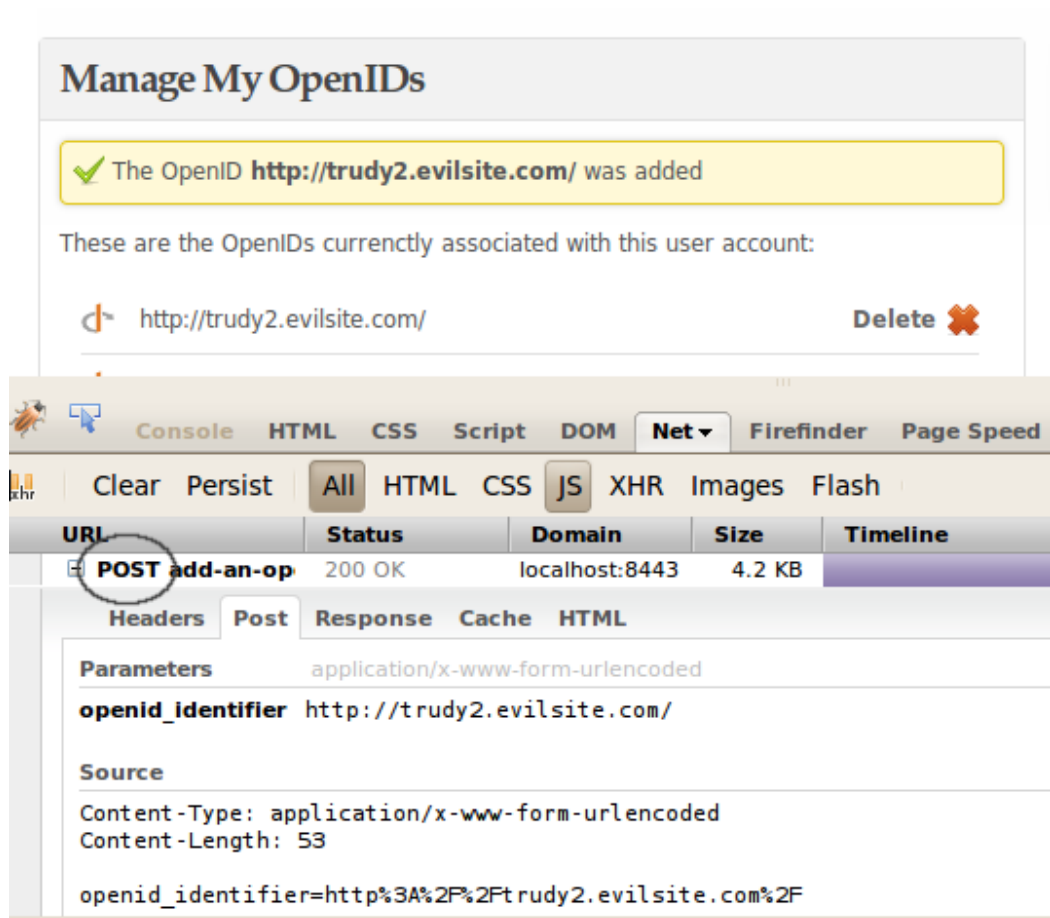 Manage My OpenIDs
The OpenID http://trudy2.evilsite.com/ was added
These are the OpenIDs currenctly associated with this user account:
http://trudy2.evilsite.com/ Delete
Console HTML CSS Script DOM Net Firefinder Page Speed
xhr Clear Persist All HTML CSS JS XHR Images Flash
URL Status Domain Size Timeline
POST add-an-op 200 OK localhost:8443 4.2 KB
Headers Post Response Cache HTML
Parameters application/x-www-form-urlencoded
openid_identifier http://trudy2.evilsite.com/
Source
Content-Type: application/x-www-form-urlencoded
Content-Length: 53
openid_identifier=http%3A%2F%2Ftrudy2.evilsite.com%2F